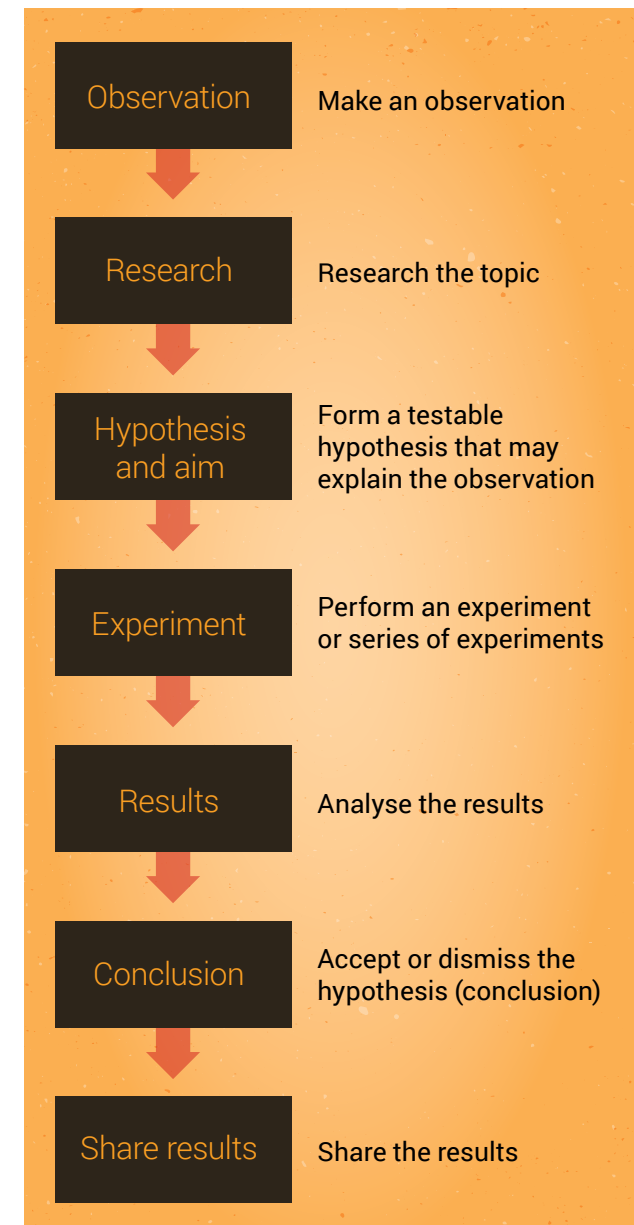 Observation
Make an observation
Research
Research the topic
Hypothesis
and aim
Form a testable
hypothesis that may
explain the observation
Experiment
Perform an experiment
or series of experiments
Results
Analyse the results
Conclusion
Accept or dismiss the
hypothesis (conclusion)
Share results
Share the results